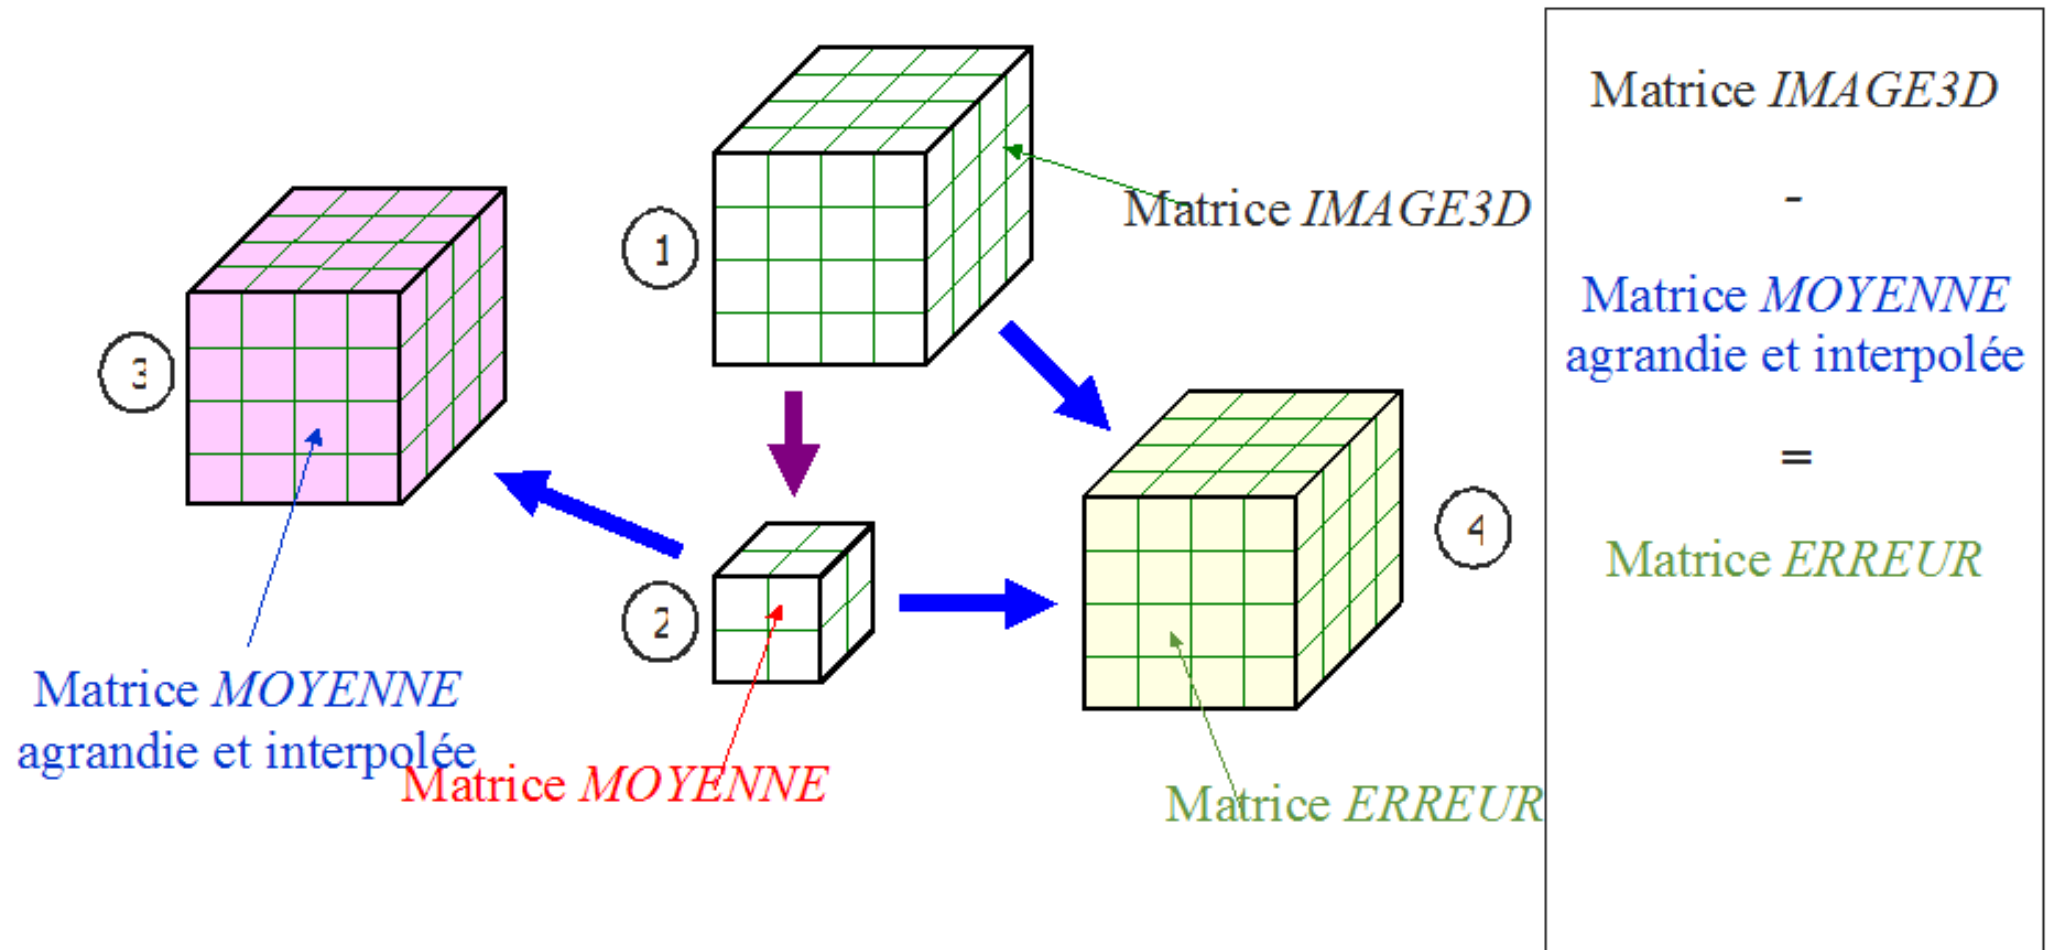 1
Matrice IMAGE3D
3
2
4
Matrice MOYENNE
agrandie et interpolée
Matrice MOYENNE
Matrice ERREUR
Matrice IMAGE3D
-
Matrice MOYENNE
agrandie et interpolée
=
Matrice ERREUR